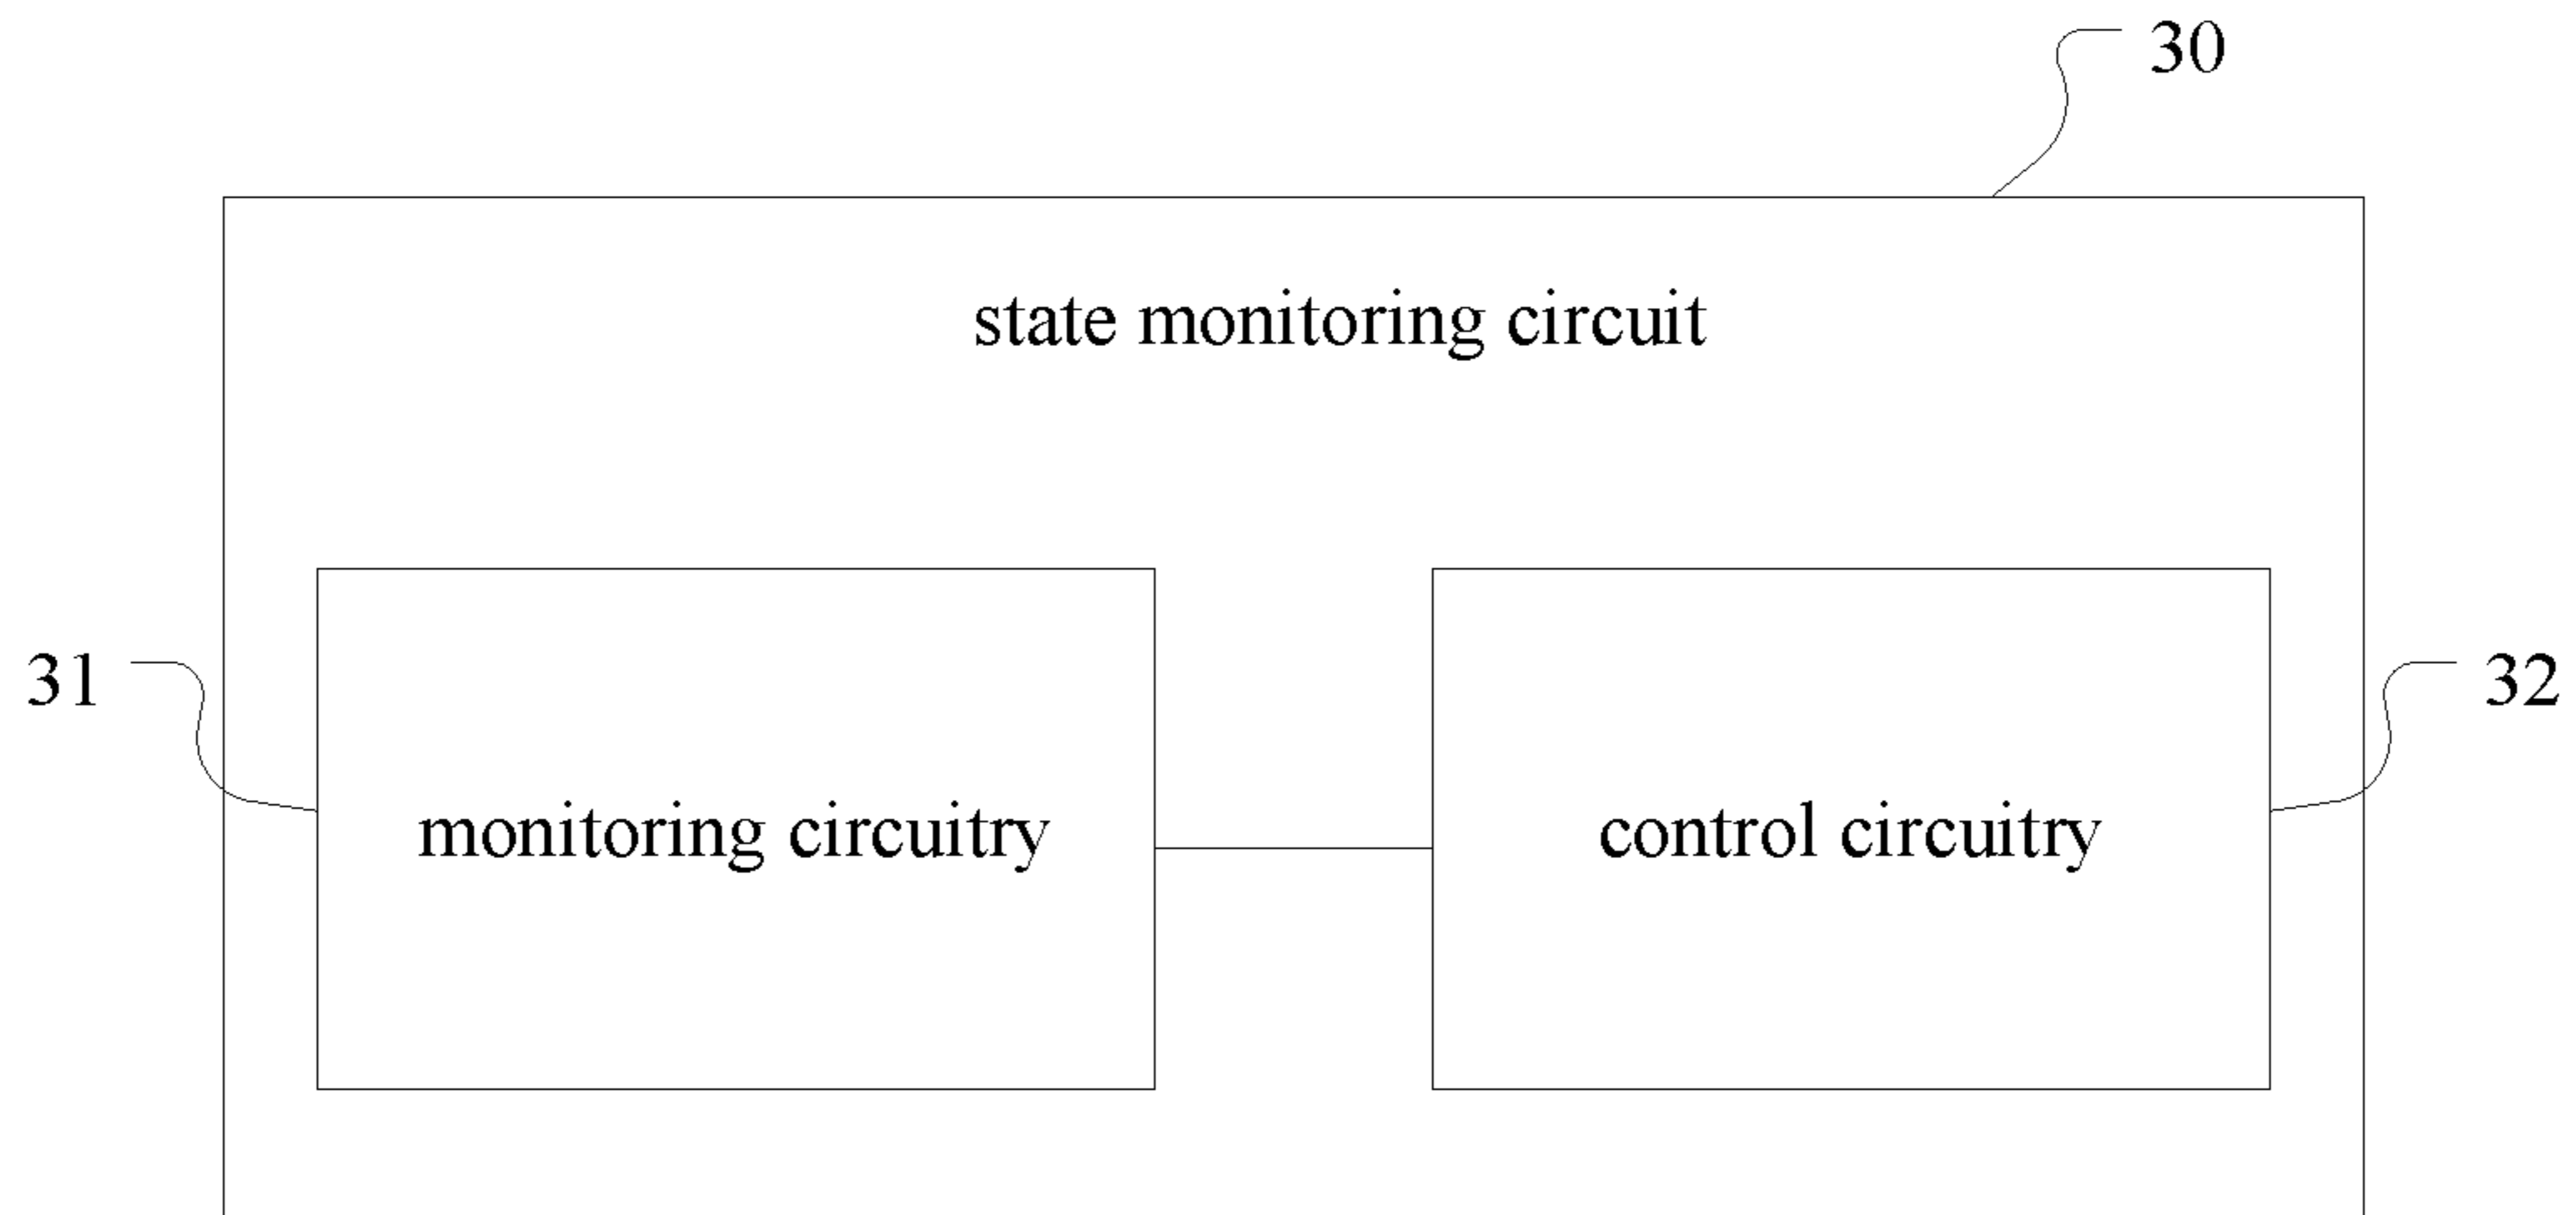 30
state monitoring circuit
31
32
monitoring circuitry
control circuitry